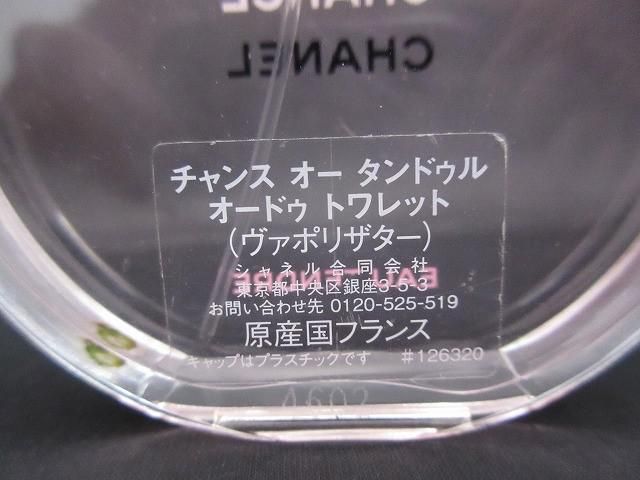 CHANCE
CHANEL
チャンス オー タンドゥル
オードゥ トワレット
(ヴァポリザター)
シャネル合同会社
EAU TENDRE
東京都中央区銀座3-5-3
お問い合わせ先 0120-525-519
原産国フランス
キャップはプラスチックです #126320
4602